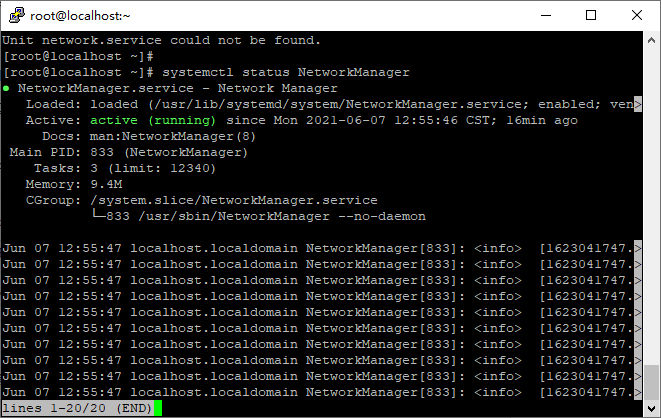 root@localhost:~
Unit network.service could not be found.
[root@localhost ~]#
[root@localhost ~]# systemctl status NetworkManager
● NetworkManager.service - Network Manager
   Loaded: loaded (/usr/lib/systemd/system/NetworkManager.service; enabled; ven>
   Active: active (running) since Mon 2021-06-07 12:55:46 CST; 16min ago
     Docs: man:NetworkManager(8)
 Main PID: 833 (NetworkManager)
    Tasks: 3 (limit: 12340)
   Memory: 9.4M
   CGroup: /system.slice/NetworkManager.service
           └─833 /usr/sbin/NetworkManager --no-daemon
Jun 07 12:55:47 localhost.localdomain NetworkManager[833]: <info>  [1623041747.>
Jun 07 12:55:47 localhost.localdomain NetworkManager[833]: <info>  [1623041747.>
Jun 07 12:55:47 localhost.localdomain NetworkManager[833]: <info>  [1623041747.>
Jun 07 12:55:47 localhost.localdomain NetworkManager[833]: <info>  [1623041747.>
Jun 07 12:55:47 localhost.localdomain NetworkManager[833]: <info>  [1623041747.>
Jun 07 12:55:47 localhost.localdomain NetworkManager[833]: <info>  [1623041747.>
Jun 07 12:55:47 localhost.localdomain NetworkManager[833]: <info>  [1623041747.>
Jun 07 12:55:47 localhost.localdomain NetworkManager[833]: <info>  [1623041747.>
Jun 07 12:55:47 localhost.localdomain NetworkManager[833]: <info>  [1623041747.>
Jun 07 12:55:47 localhost.localdomain NetworkManager[833]: <info>  [1623041747.>
lines 1-20/20 (END)